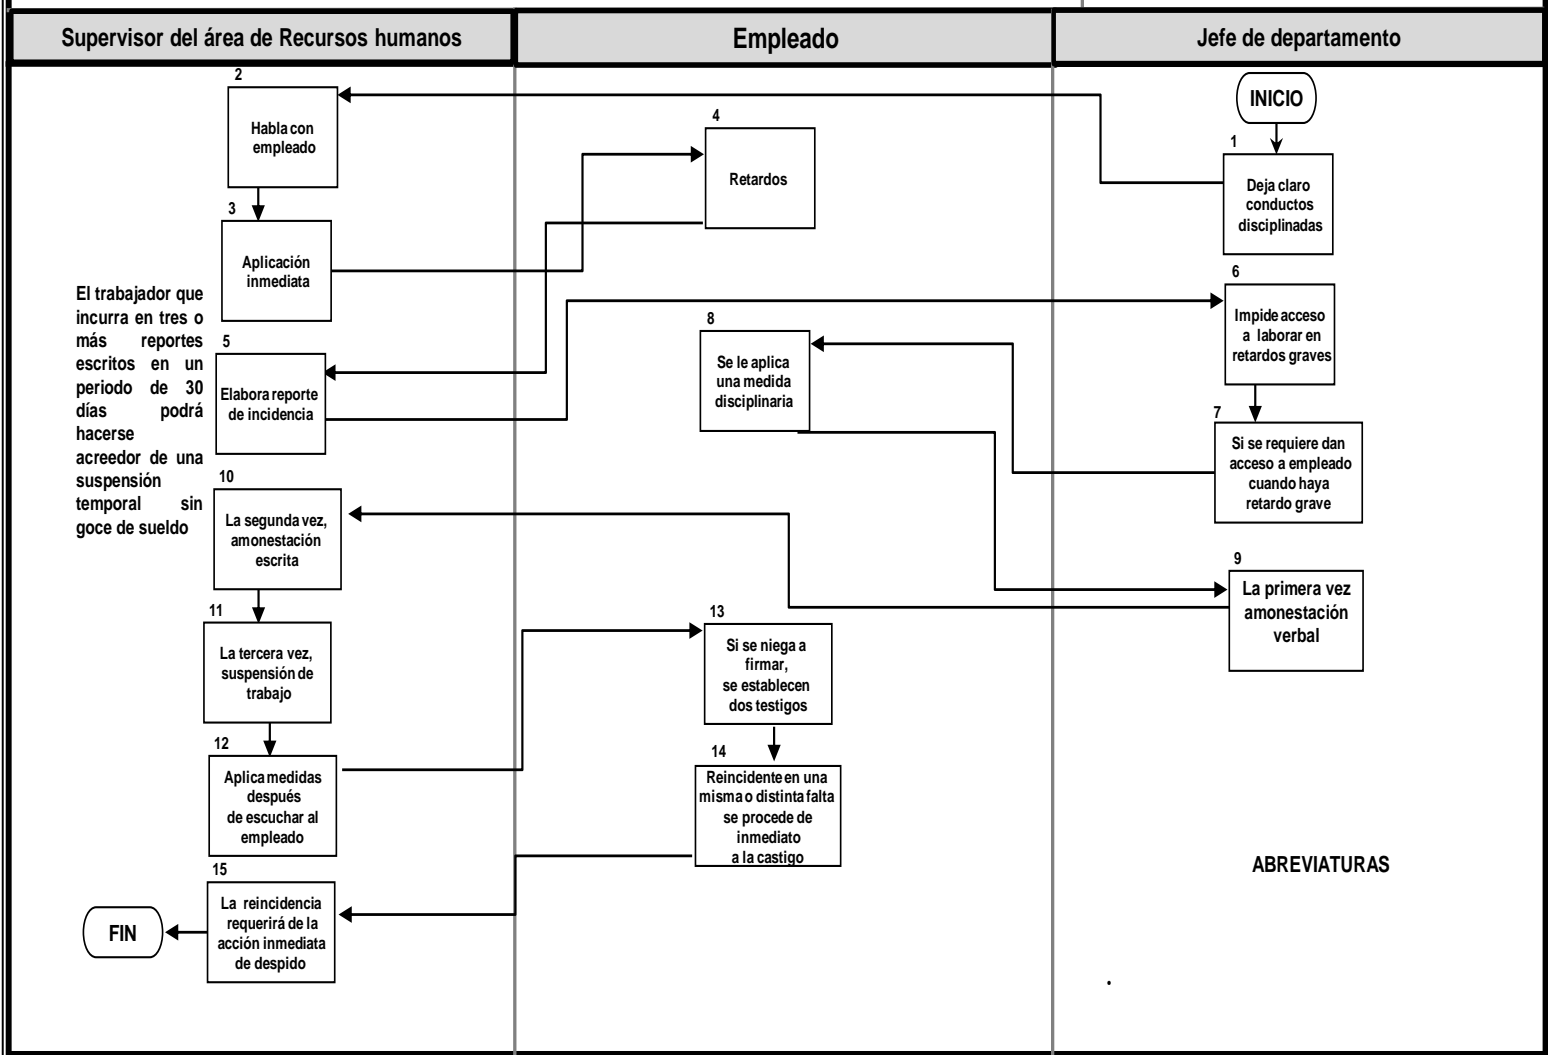 Supervisor del área de Recursos humanos
Empleado
Jefe de departamento
INICIO
1
Deja claro
conductos
disciplinadas
2
Habla con
empleado
3
Aplicación
inmediata
4
Retardos
5
Elabora reporte
de incidencia
6
Impide acceso
a laborar en
retardos graves
7
Si se requiere dan
acceso a empleado
cuando haya
retardo grave
8
Se le aplica
una medida
disciplinaria
9
La primera vez
amonestación
verbal
10
La segunda vez,
amonestación
escrita
11
La tercera vez,
suspensión de
trabajo
12
Aplica medidas
después
de escuchar al
empleado
13
Si se niega a
firmar,
se establecen
dos testigos
14
Reincidente en una
misma o distinta falta
se procede de
inmediato
a la castigo
15
La reincidencia
requerirá de la
acción inmediata
de despido
FIN
El trabajador que
incurra en tres o
más reportes
escritos en un
periodo de 30
días podrá
hacerse
acreedor de una
suspensión
temporal sin
goce de sueldo
ABREVIATURAS
.